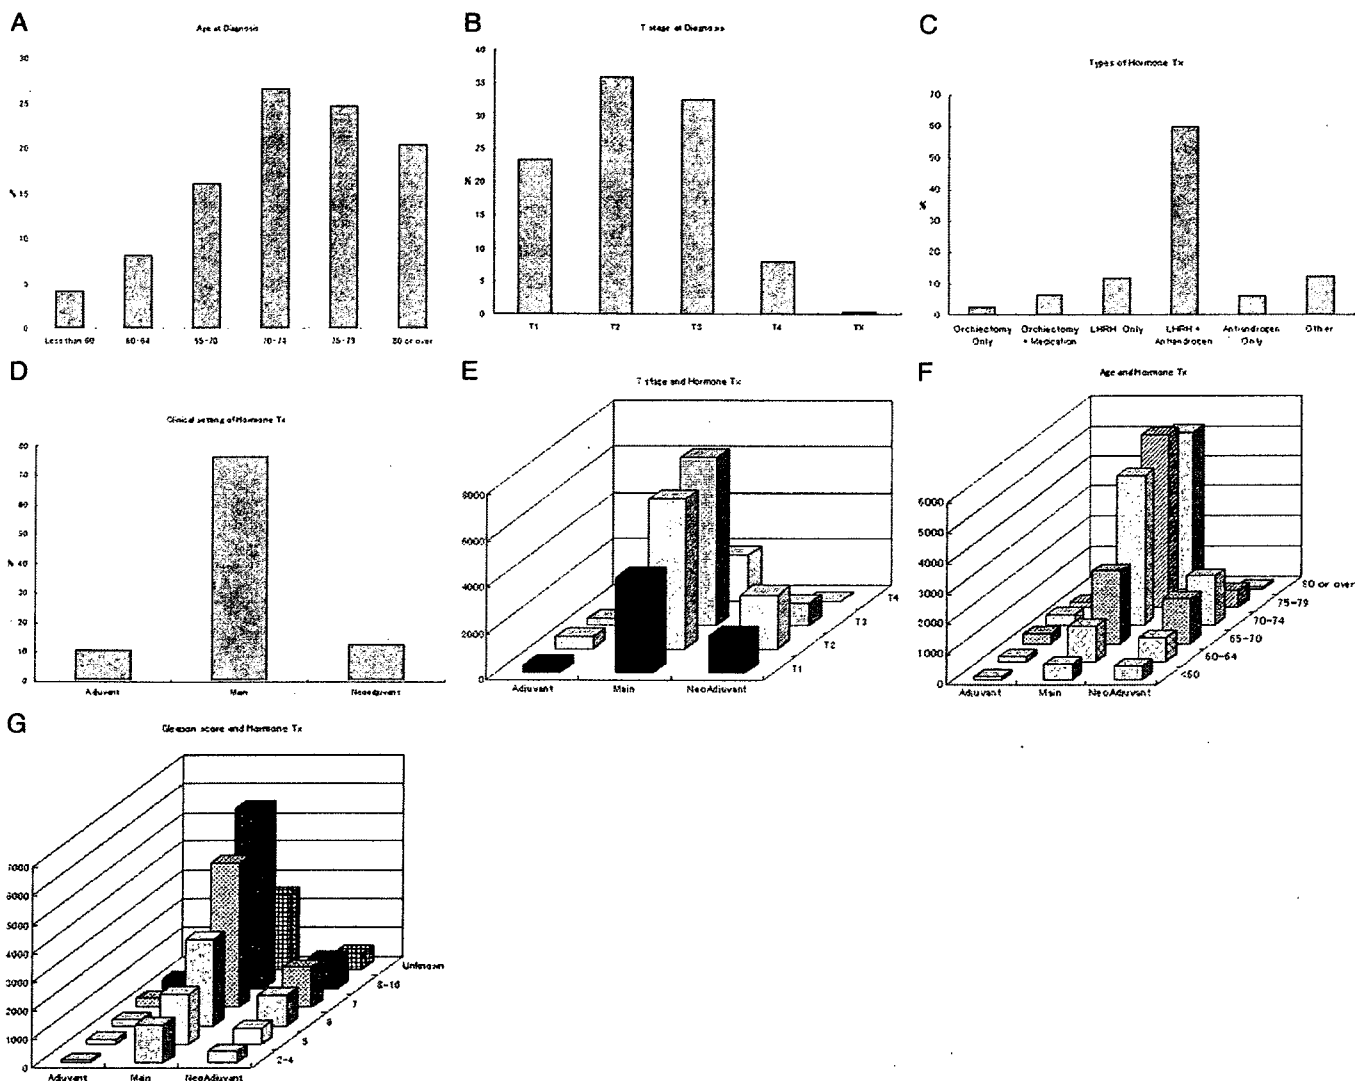 A
Age at Diagnosis
30
25
20
% 15
10
5
0
Less than 60 60-64 65-70 70-74 75-79 80 or over
B
T stage at Diagnosis
40
35
30
25
% 20
15
10
5
0
T1 T2 T3 T4 TX
C
Types of Hormone Tx
70
60
50
40
%
30
20
10
0
Orchiectomy Only Orchiectomy + Medication LHRH Only LHRH + Antiandrogen Antiandrogen Only Other
D
Clinical setting of Hormone Tx
80
70
60
50
% 40
30
20
10
0
Adjuvant Main Neoadjuvant
E
T stage and Hormone Tx
8000
6000
4000
2000
0
Adjuvant Main NeoAdjuvant
T1
T2
T3
T4
F
Age and Hormone Tx
6000
5000
4000
3000
2000
1000
0
Adjuvant Main NeoAdjuvant
<60
60-64
65-70
70-74
75-79
80 or over
G
Gleason score and Hormone Tx
7000
6000
5000
4000
3000
2000
1000
0
Adjuvant Main NeoAdjuvant
2-4
5
6
7
8-10
Unknown